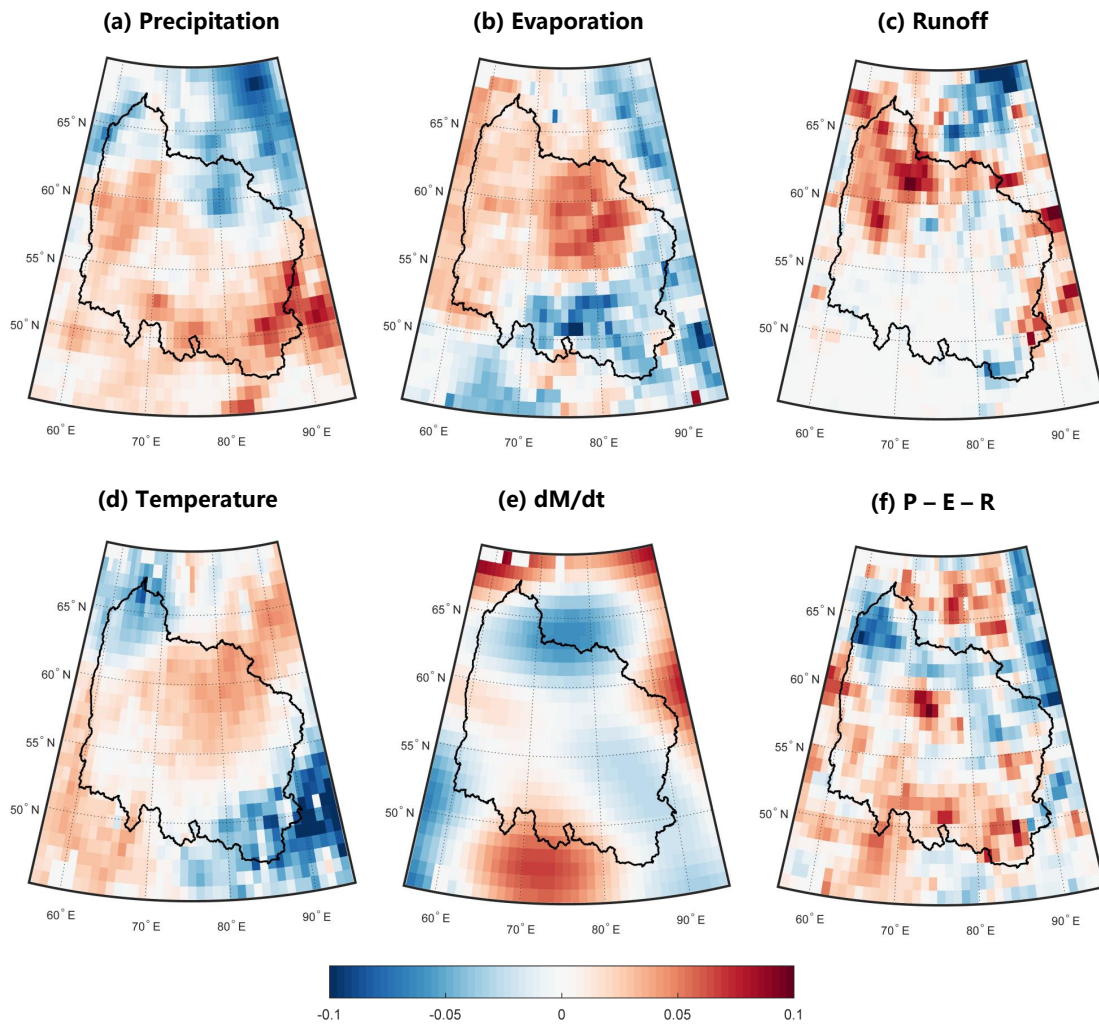 (a) Precipitation
(b) Evaporation
(c) Runoff
65° N
60° N
55° N
50° N
60° E
70° E
80° E
90° E
65° N
60° N
55° N
50° N
60° E
70° E
80° E
90° E
65° N
60° N
55° N
50° N
60° E
70° E
80° E
90° E
(d) Temperature
(e) dM/dt
(f) P – E – R
65° N
60° N
55° N
50° N
60° E
70° E
80° E
90° E
65° N
60° N
55° N
50° N
60° E
70° E
80° E
90° E
65° N
60° N
55° N
50° N
60° E
70° E
80° E
90° E
-0.1 -0.05 0 0.05 0.1